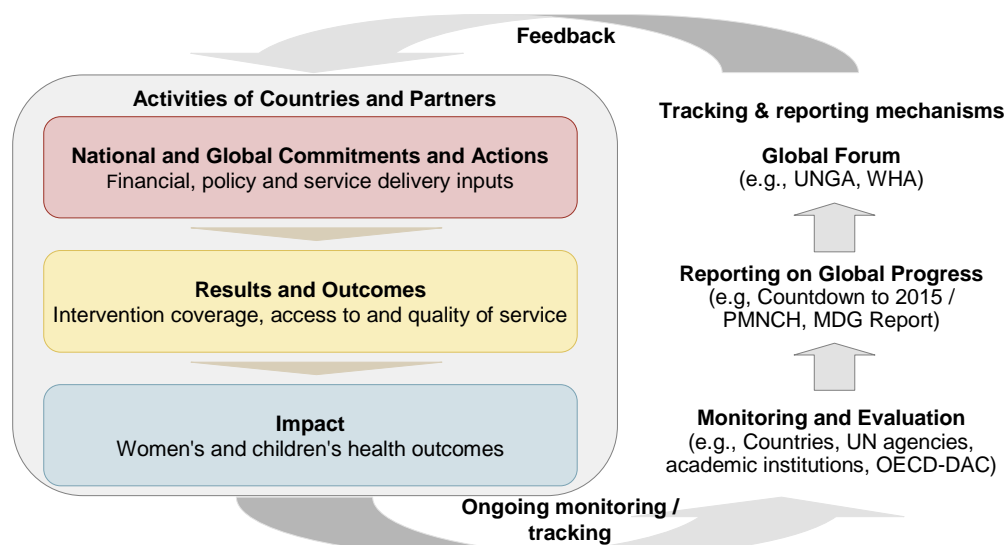 Feedback
Activities of Countries and Partners
National and Global Commitments and Actions
Financial, policy and service delivery inputs
Results and Outcomes
Intervention coverage, access to and quality of service
Impact
Women's and children's health outcomes
Tracking & reporting mechanisms
Global Forum
(e.g., UNGA, WHA)
Reporting on Global Progress
(e.g, Countdown to 2015 /
PMNCH, MDG Report)
Monitoring and Evaluation
(e.g., Countries, UN agencies,
academic institutions, OECD-DAC)
Ongoing monitoring /
tracking